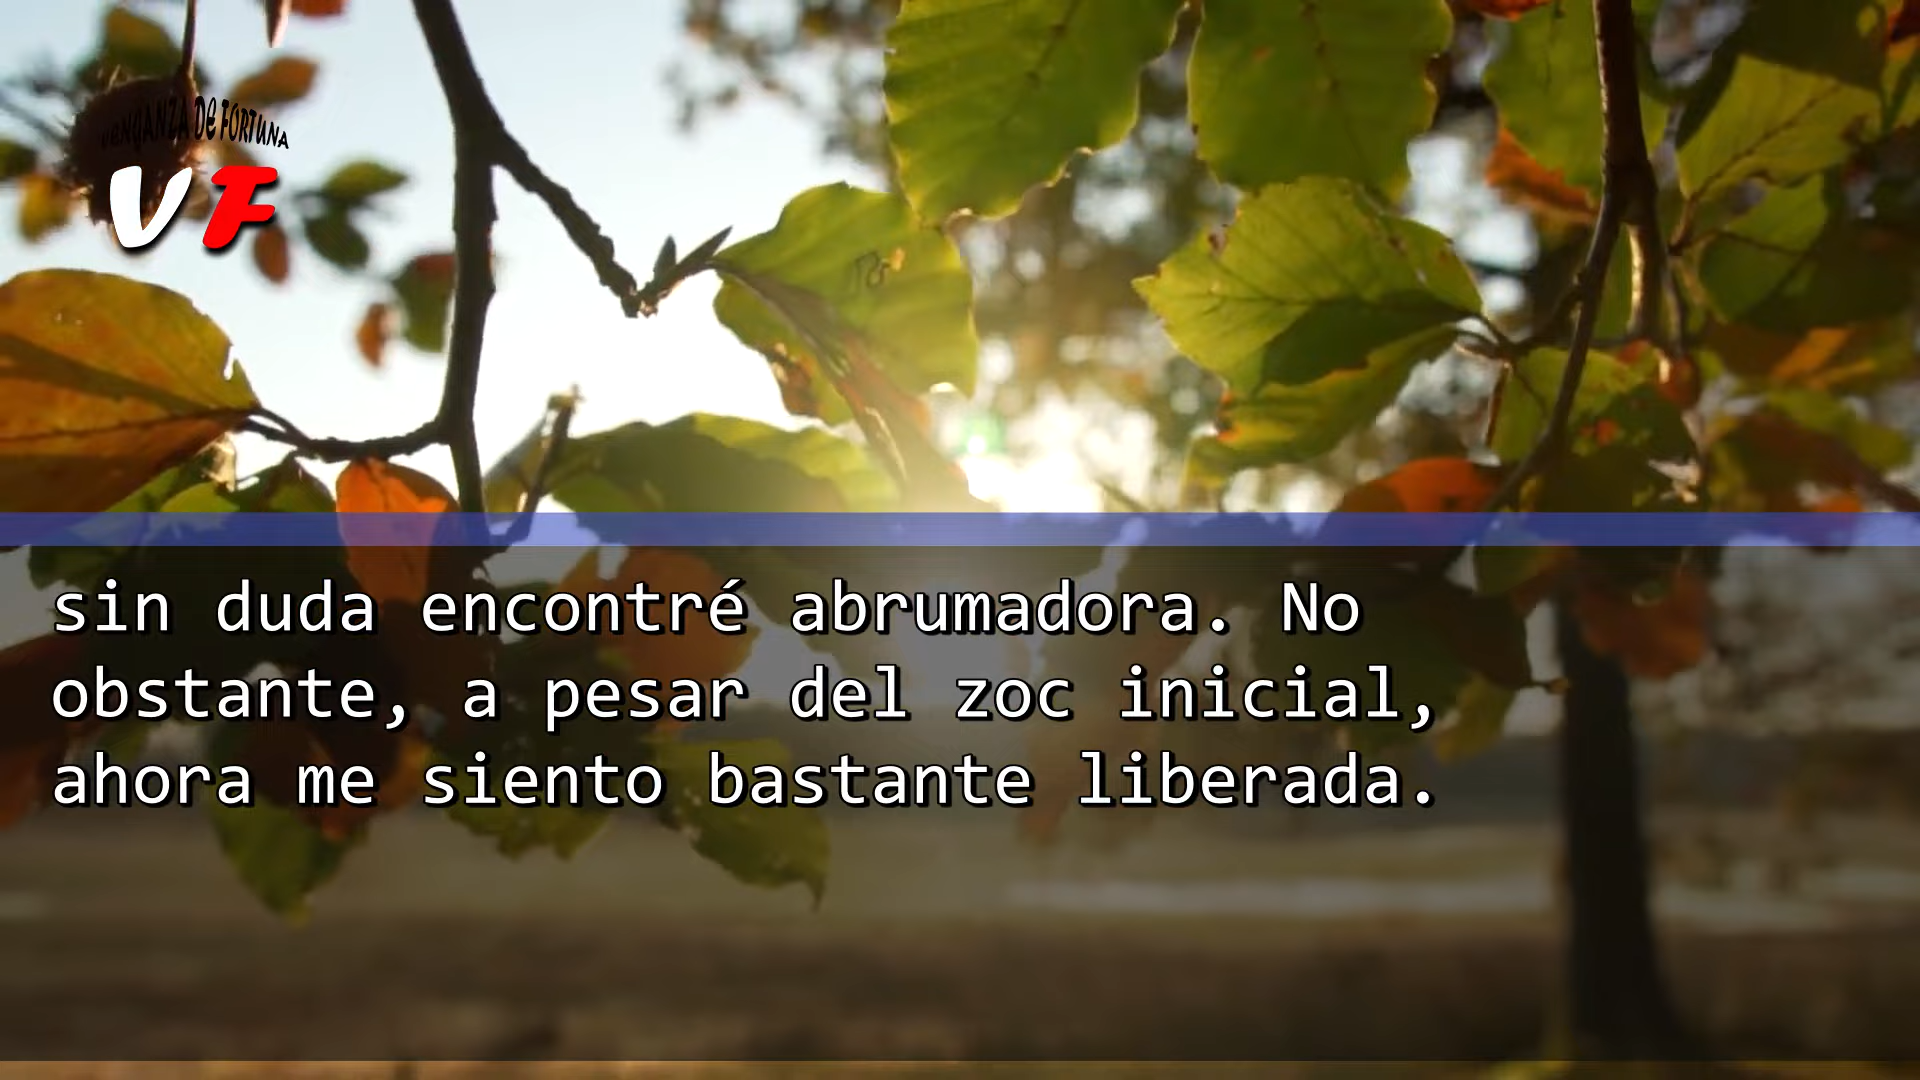 VENGANZA DE FORTUNA
VF
sin duda encontré abrumadora. No
obstante, a pesar del zoc inicial,
ahora me siento bastante liberada.